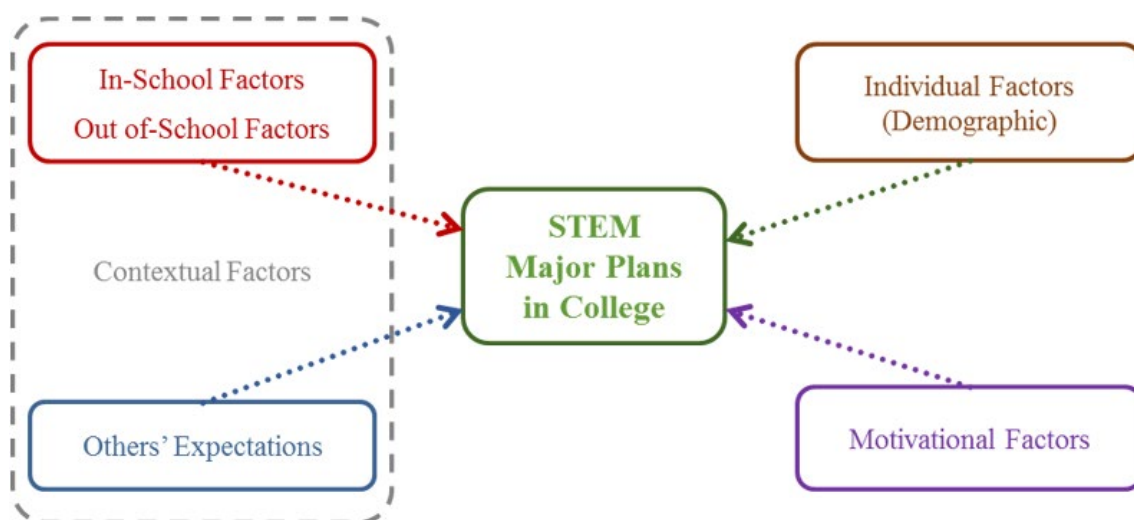 In-School Factors
Out of-School Factors
Contextual Factors
Others’ Expectations
STEM
Major Plans
in College
Individual Factors
(Demographic)
Motivational Factors